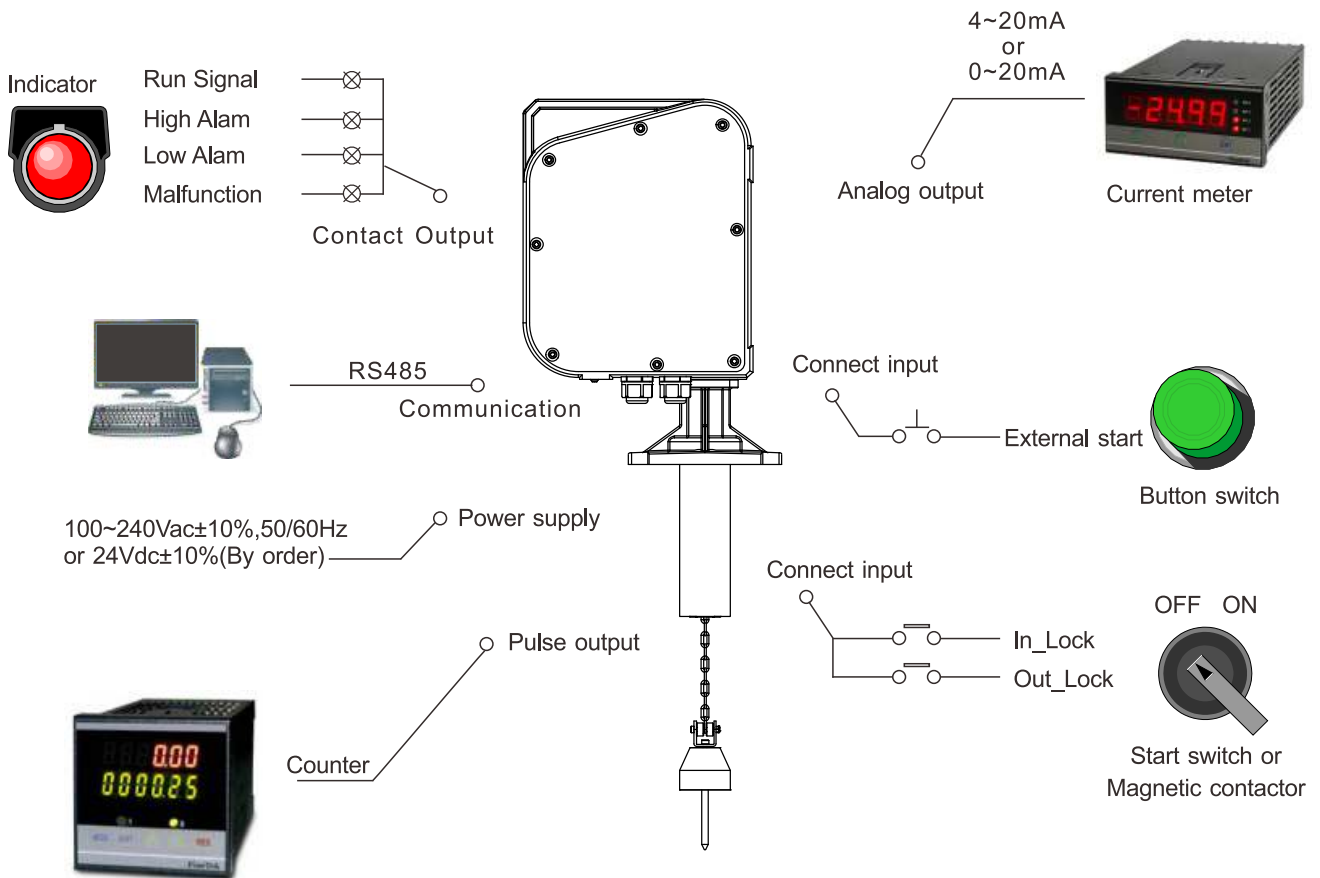 Indicator
Run Signal
High Alam
Low Alam
Malfunction
Contact Output
4~20mA
or
0~20mA
-24.99
Analog output
Current meter
RS485
Communication
Connect input
External start
Button switch
100~240Vac±10%,50/60Hz
or 24Vdc±10%(By order)
Power supply
Connect input
OFF ON
In_Lock
Out_Lock
Start switch or
Magnetic contactor
Pulse output
Counter
0.00
0000.25